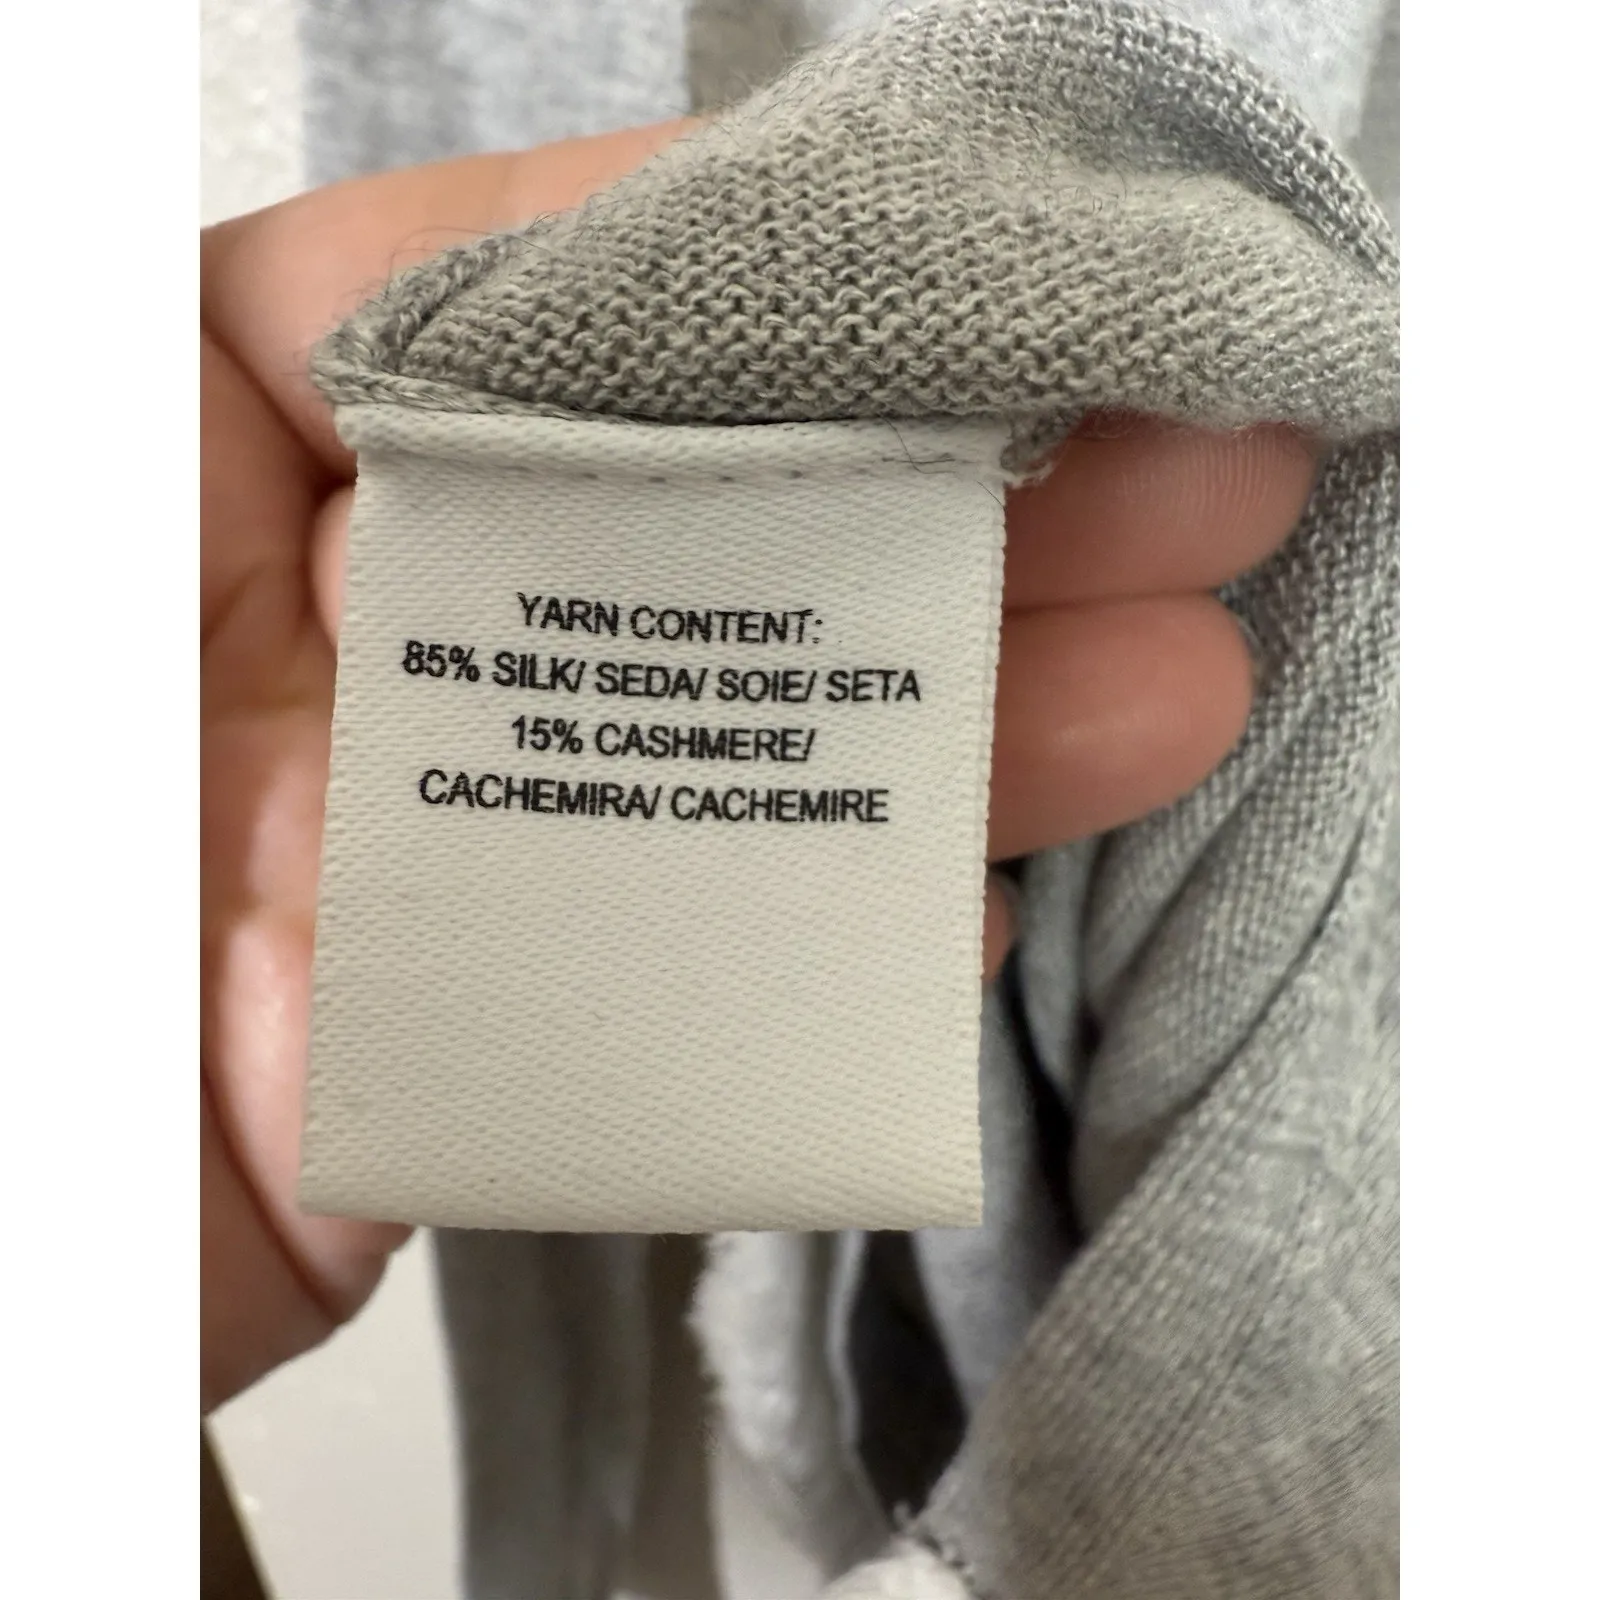 YARN CONTENT:
85% SILK/ SEDA/ SOIE/ SETA
15% CASHMERE/
CACHEMIRA/ CACHEMIRE